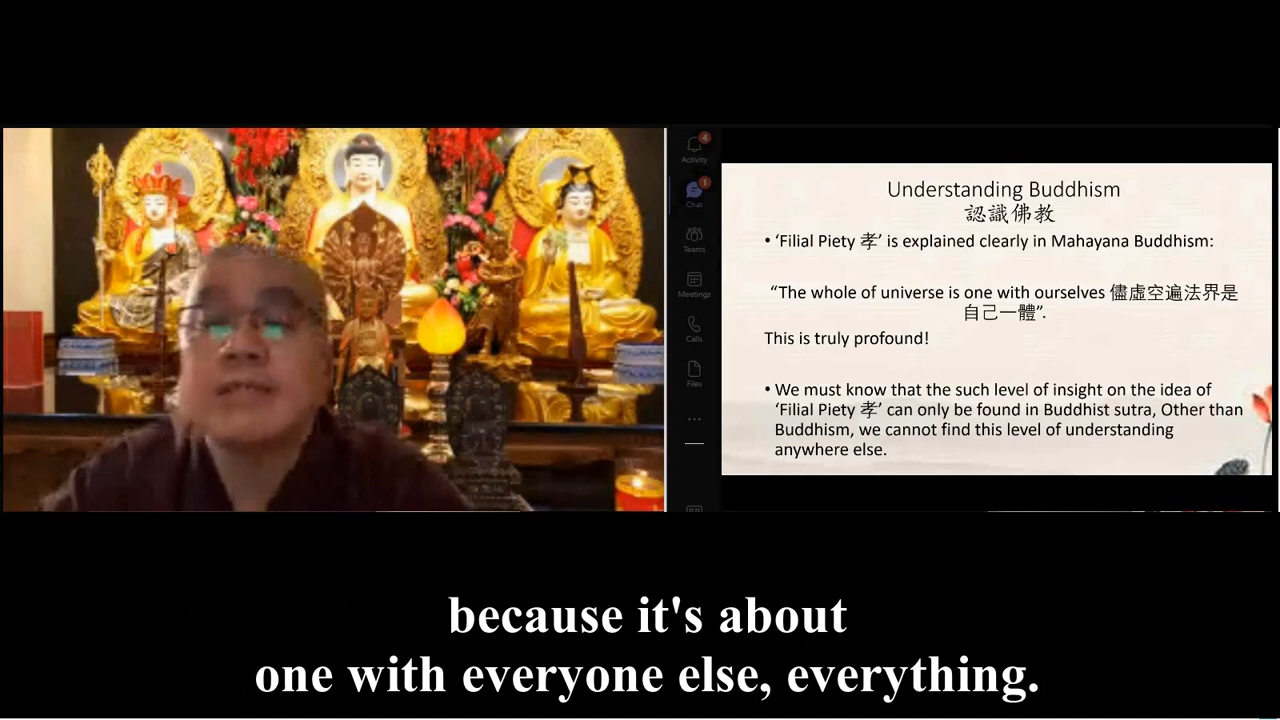 4
Activity
1
Chat
Teams
Meetings
Calls
Files
Understanding Buddhism
認識佛教
• ‘Filial Piety 孝’ is explained clearly in Mahayana Buddhism:
“The whole of universe is one with ourselves 儘虛空遍法界是
自己一體”.
This is truly profound!
• We must know that the such level of insight on the idea of
‘Filial Piety 孝’ can only be found in Buddhist sutra, Other than
Buddhism, we cannot find this level of understanding
anywhere else.
because it's about
one with everyone else, everything.